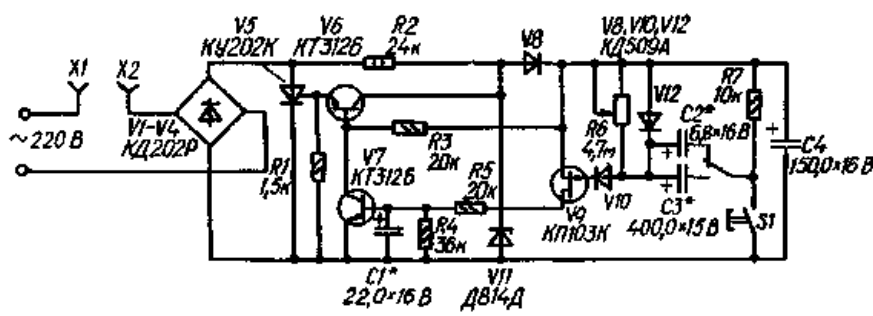 V5
КУ202К
V6
КТ312Б
R2
24к
V8
V8,V10,V12
КД509А
X1
X2
~220 В
V1-V4
КД202Р
R1
1,5к
V7
КТ312Б
R3
20к
R5
20к
R4
36к
C1*
22,0×16 В
V11
Д814Д
V9
КП103К
V10
R6
4,7м
V12
C2*
6,8×16В
C3*
400,0×15 В
R7
10к
S1
C4
150,0×16В